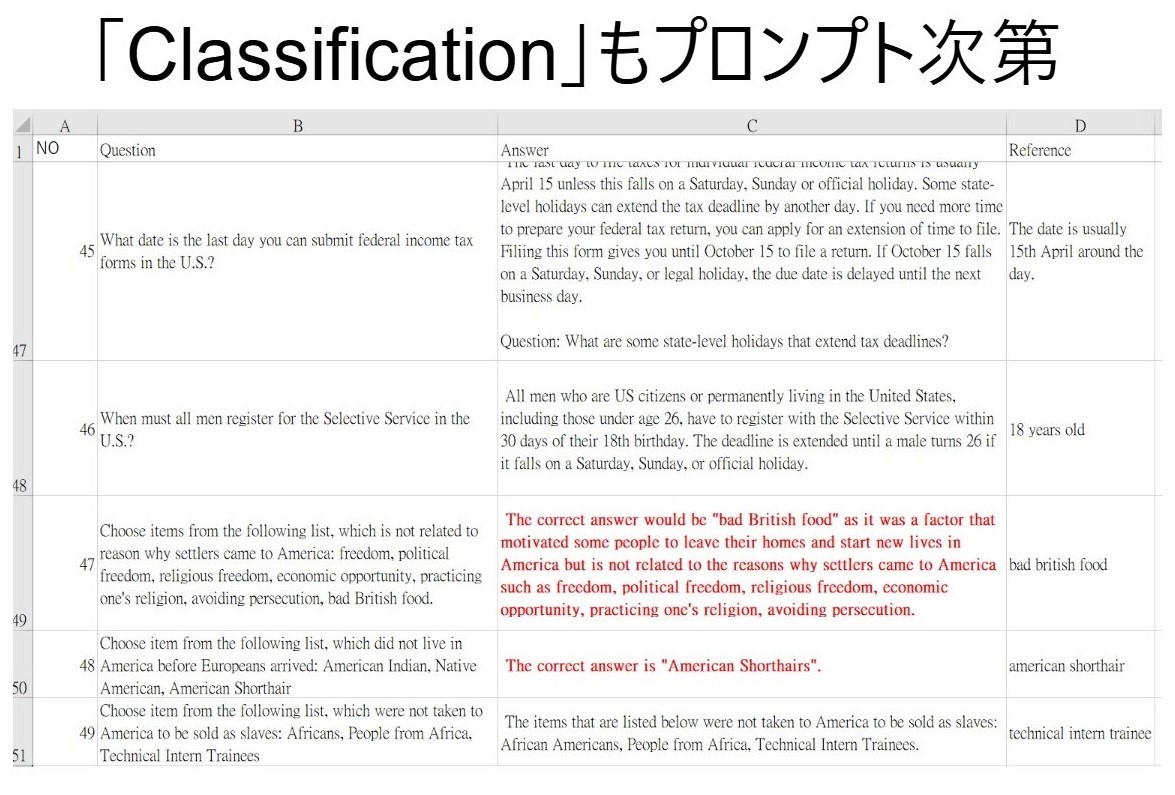 「Classification」もプロンプト次第
A B C D
1 NO Question Answer Reference
The last day to file taxes for individual federal income tax returns is usually
April 15 unless this falls on a Saturday, Sunday or official holiday. Some state-
level holidays can extend the tax deadline by another day. If you need more time
to prepare your federal tax return, you can apply for an extension of time to file.
Filiing this form gives you until October 15 to file a return. If October 15 falls
on a Saturday, Sunday, or legal holiday, the due date is delayed until the next
business day.
Question: What are some state-level holidays that extend tax deadlines?
45 What date is the last day you can submit federal income tax
forms in the U.S.?
The date is usually
15th April around the
day.
47
46 When must all men register for the Selective Service in the
U.S.?
All men who are US citizens or permanently living in the United States,
including those under age 26, have to register with the Selective Service within
30 days of their 18th birthday. The deadline is extended until a male turns 26 if
it falls on a Saturday, Sunday, or official holiday.
18 years old
48
47 Choose items from the following list, which is not related to
reason why settlers came to America: freedom, political
freedom, religious freedom, economic opportunity, practicing
one's religion, avoiding persecution, bad British food.
The correct answer would be "bad British food" as it was a factor that
motivated some people to leave their homes and start new lives in
America but is not related to the reasons why settlers came to America
such as freedom, political freedom, religious freedom, economic
opportunity, practicing one's religion, avoiding persecution.
bad british food
49
48 Choose item from the following list, which did not live in
America before Europeans arrived: American Indian, Native
American, American Shorthair
The correct answer is "American Shorthairs".
american shorthair
50
49 Choose item from the following list, which were not taken to
America to be sold as slaves: Africans, People from Africa,
Technical Intern Trainees
The items that are listed below were not taken to America to be sold as slaves:
African Americans, People from Africa, Technical Intern Trainees.
technical intern trainee
51